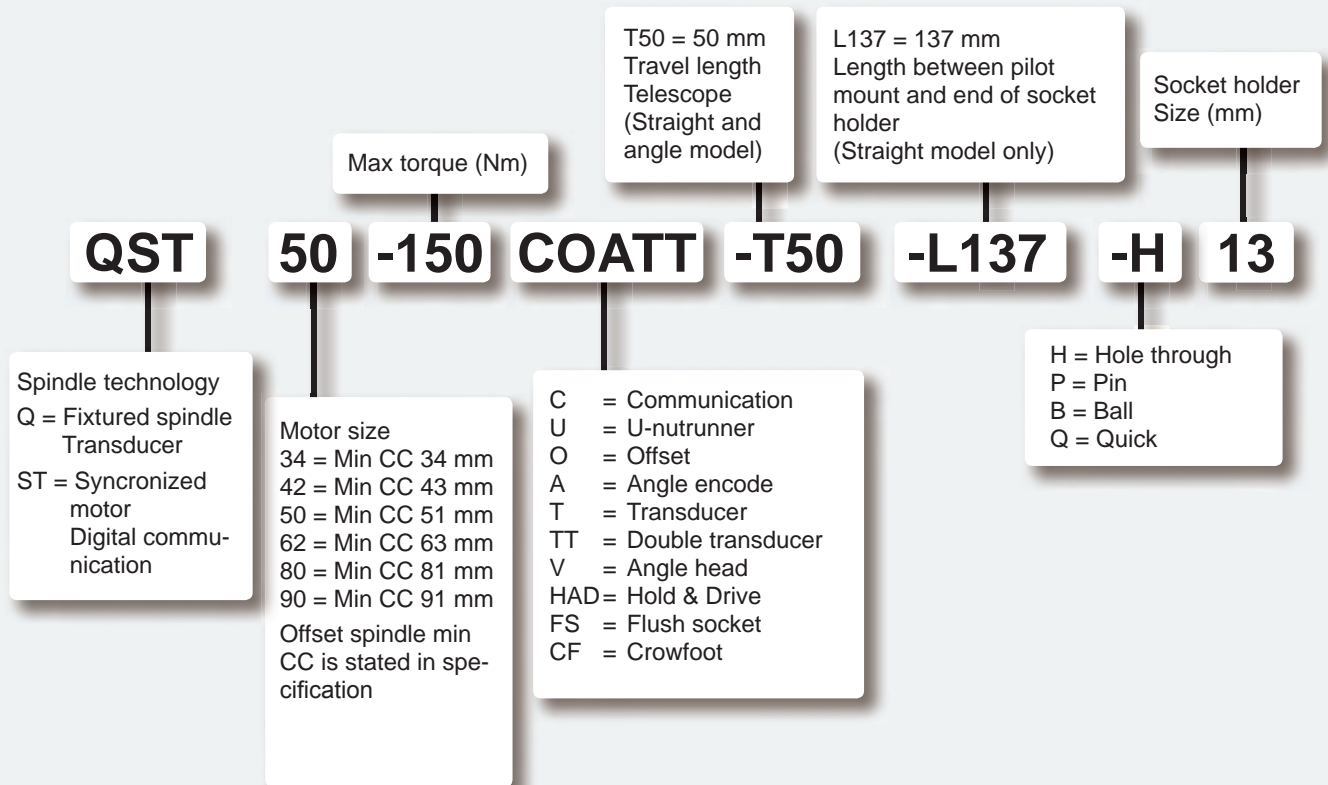 T50 = 50 mm
Travel length
Telescope
(Straight and
angle model)
L137 = 137 mm
Length between pilot
mount and end of socket
holder
(Straight model only)
Socket holder
Size (mm)
Max torque (Nm)
QST 50 -150 COATT -T50 -L137 -H 13
Spindle technology
Q = Fixtured spindle
Transducer
ST = Syncronized
motor
Digital commu-
nication
Motor size
34 = Min CC 34 mm
42 = Min CC 43 mm
50 = Min CC 51 mm
62 = Min CC 63 mm
80 = Min CC 81 mm
90 = Min CC 91 mm
Offset spindle min
CC is stated in spe-
cification
C = Communication
U = U-nutrunner
O = Offset
A = Angle encode
T = Transducer
TT = Double transducer
V = Angle head
HAD = Hold & Drive
FS = Flush socket
CF = Crowfoot
H = Hole through
P = Pin
B = Ball
Q = Quick